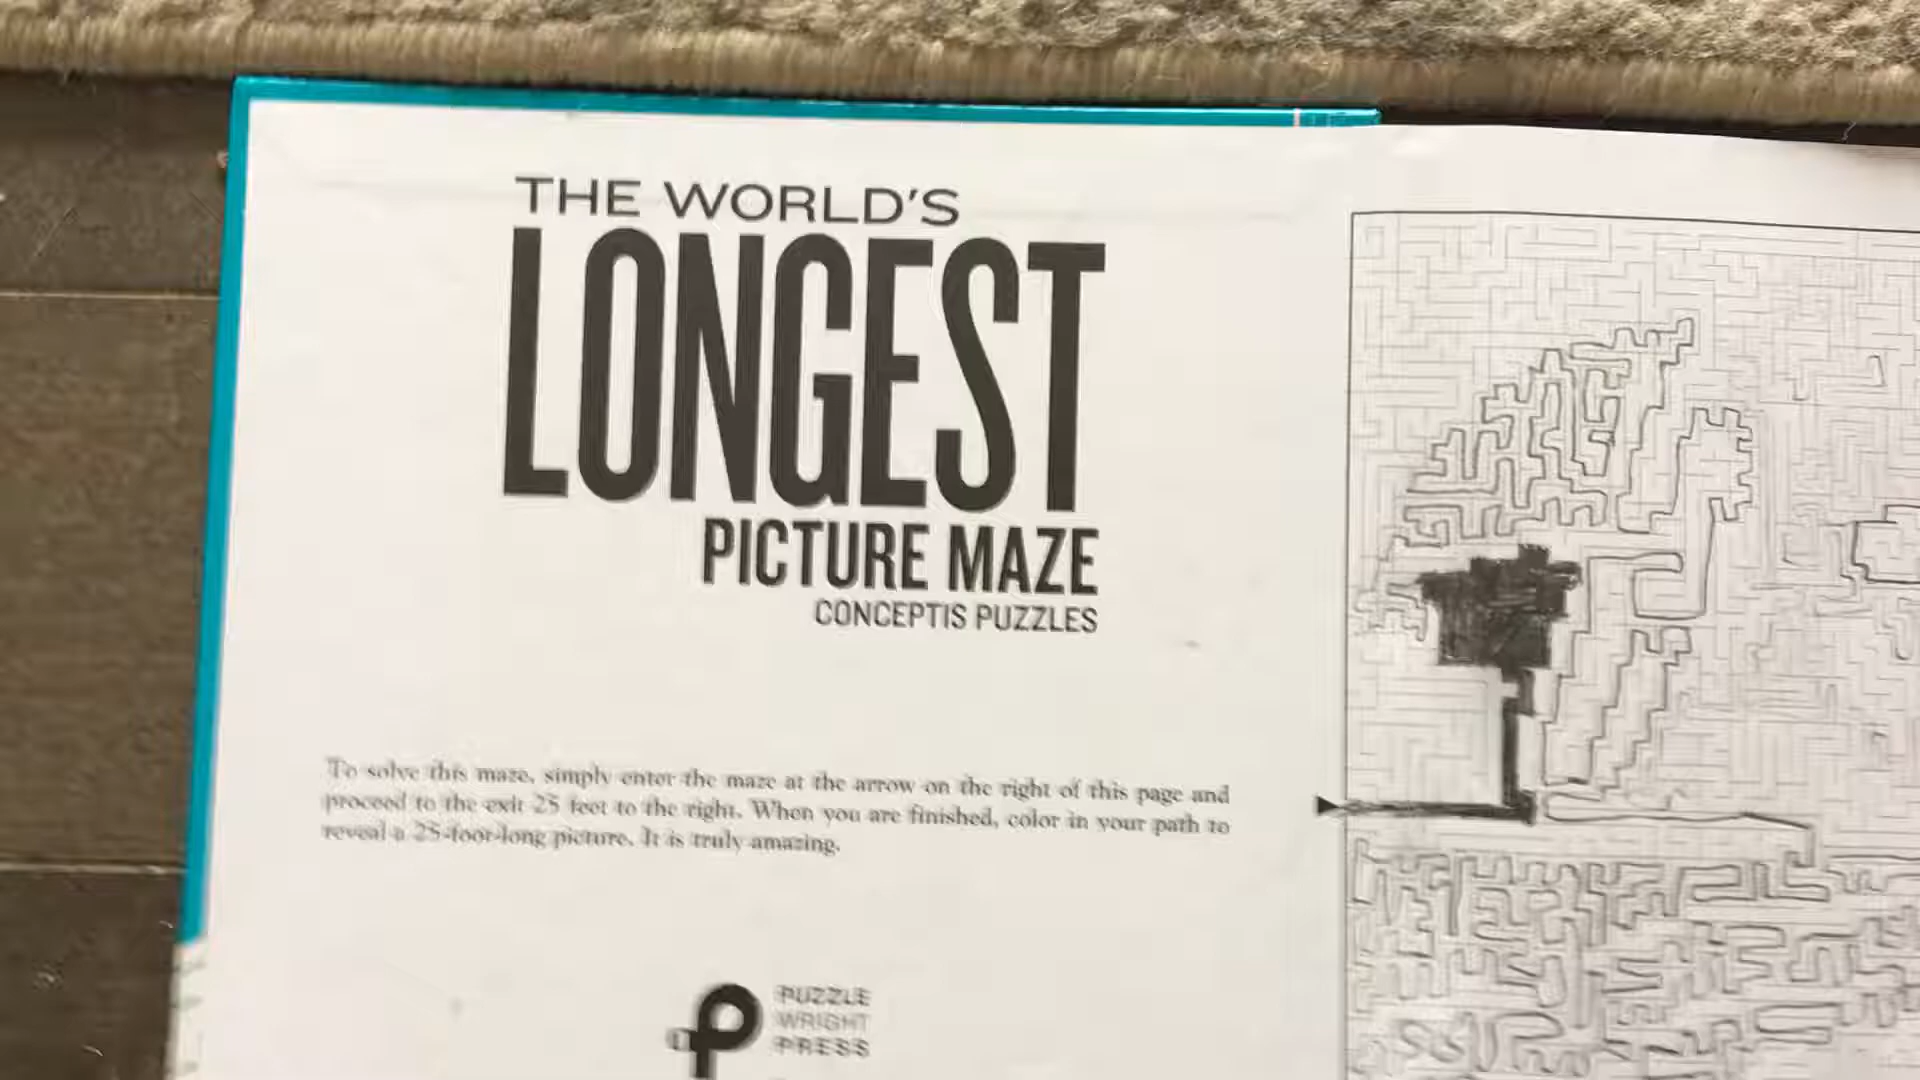 THE WORLD'S
LONGEST
PICTURE MAZE
CONCEPTIS PUZZLES
To solve this maze, simply enter the maze at the arrow on the right of this page and
proceed to the exit 25 feet to the right. When you are finished, color in your path to
reveal a 25-foot-long picture. It is truly amazing.
PUZZLE
WRIGHT
PRESS